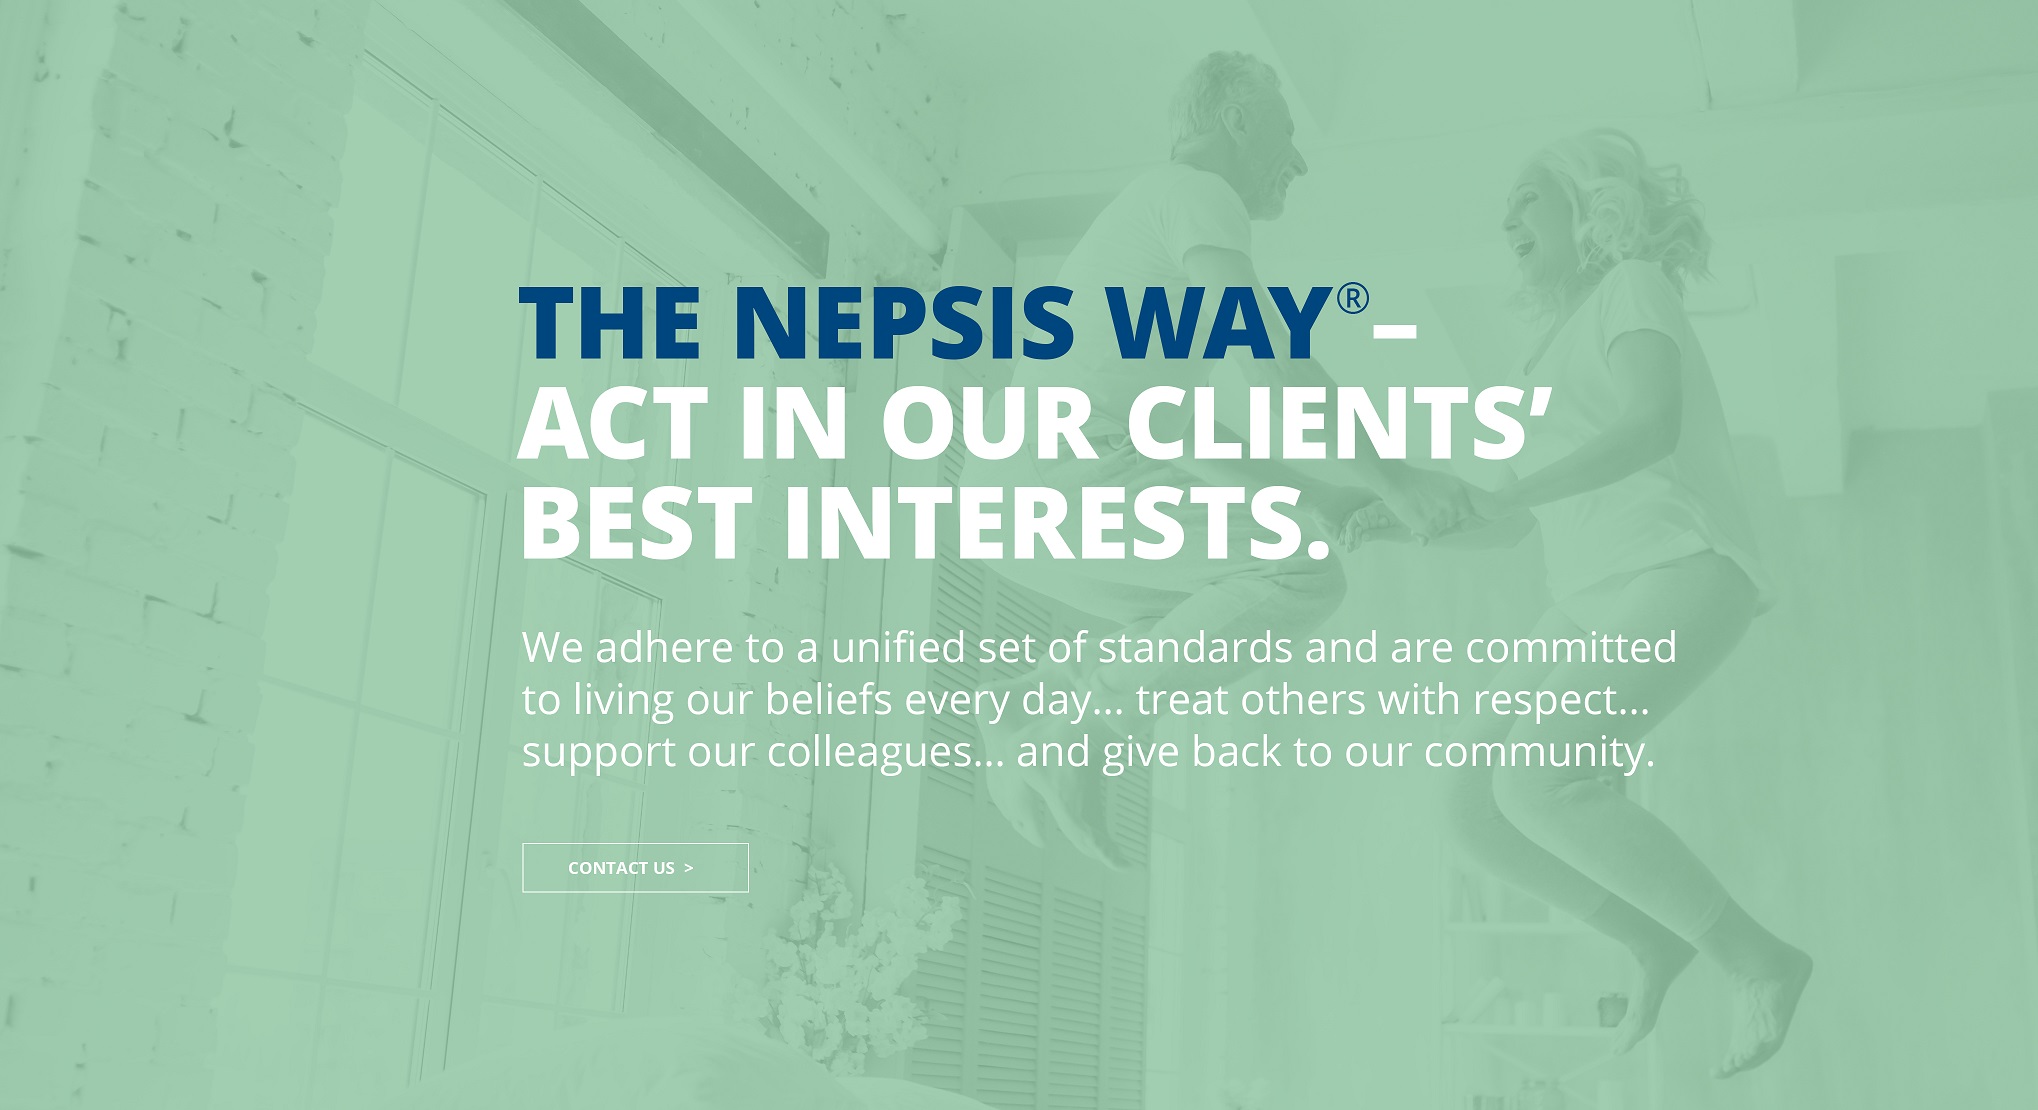 THE NEPSIS WAY® –
ACT IN OUR CLIENTS’
BEST INTERESTS.
We adhere to a unified set of standards and are committed
to living our beliefs every day... treat others with respect...
support our colleagues... and give back to our community.
CONTACT US >